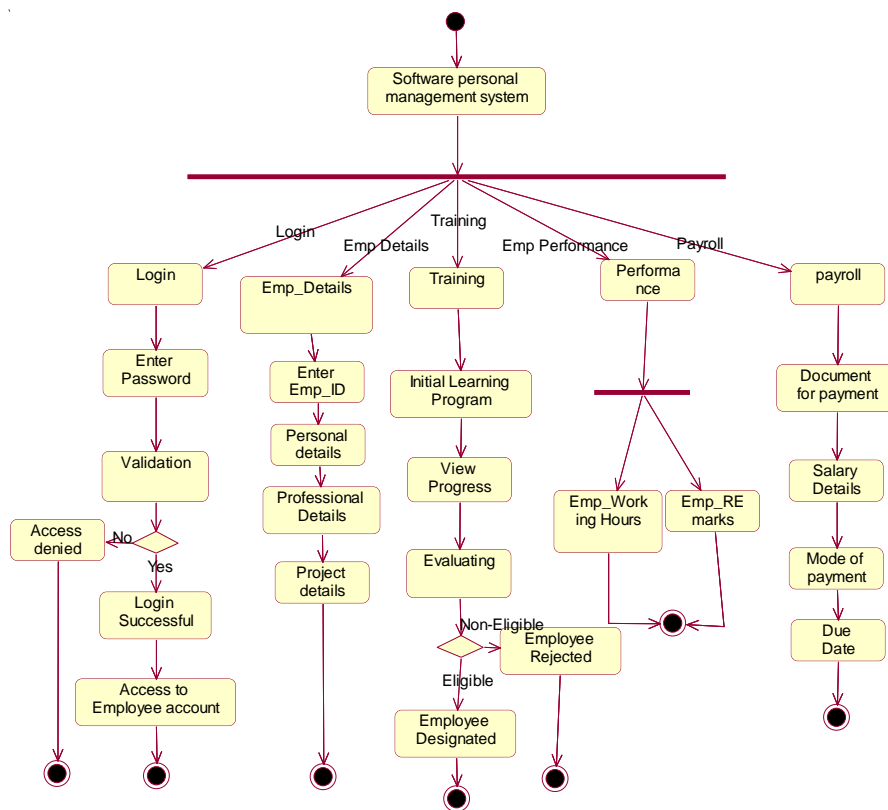 Software personal
management system
Login
Emp Details
Training
Emp Performance
Payroll
Login
Emp_Details
Training
Performa
nce
payroll
Enter
Password
Enter
Emp_ID
Initial Learning
Program
Document
for payment
Personal
details
Validation
View
Progress
Salary
Details
Professional
Details
Emp_Work
ing Hours
Emp_RE
marks
Access
denied
No
Yes
Evaluating
Mode of
payment
Project
details
Login
Successful
Non-Eligible
Employee
Rejected
Due
Date
Eligible
Access to
Employee account
Employee
Designated